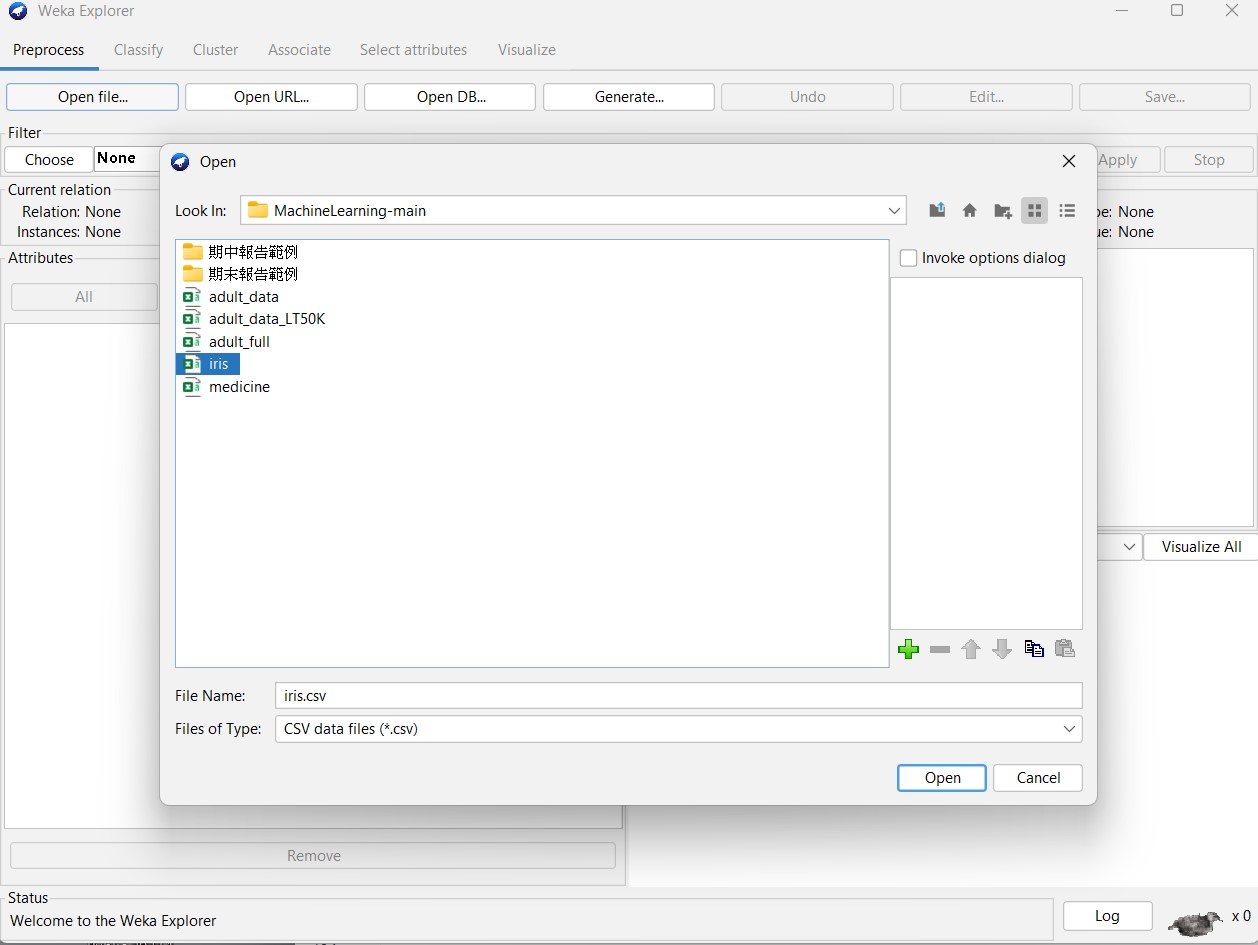 Weka Explorer
Preprocess Classify Cluster Associate Select attributes Visualize
Open file... Open URL... Open DB... Generate... Undo Edit... Save...
Filter
Choose None Apply Stop
Open
Current relation
Relation: None
Instances: None
None
None
Attributes
All
Look In: MachineLearning-main
期中報告範例
期末報告範例
adult_data
adult_data_LT50K
adult_full
iris
medicine
Invoke options dialog
Visualize All
File Name: iris.csv
Files of Type: CSV data files (*.csv)
Open Cancel
Remove
Status
Welcome to the Weka Explorer
Log x 0